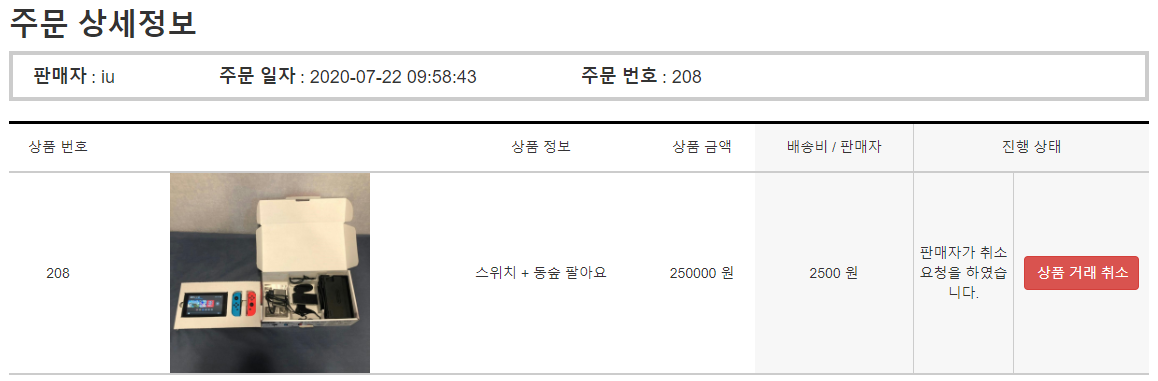 주문 상세정보
판매자 : iu 주문 일자 : 2020-07-22 09:58:43 주문 번호 : 208
상품 번호 상품 정보 상품 금액 배송비 / 판매자 진행 상태
208 스위치 + 동숲 팔아요 250000 원 2500 원
판매자가 취소
요청을 하였습
니다.
상품 거래 취소